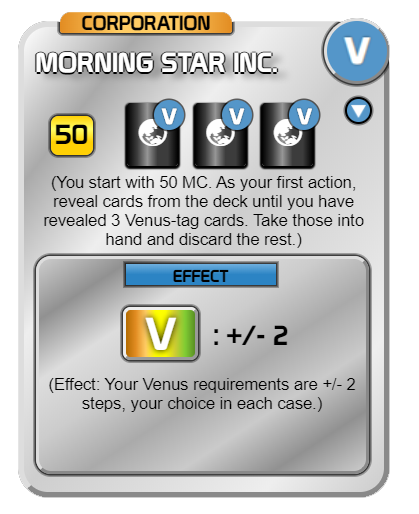 CORPORATION
V
MORNING STAR INC.
50 V V V
(You start with 50 MC. As your first action,
reveal cards from the deck until you have
revealed 3 Venus-tag cards. Take those into
hand and discard the rest.)
EFFECT
V : +/- 2
(Effect: Your Venus requirements are +/- 2
steps, your choice in each case.)